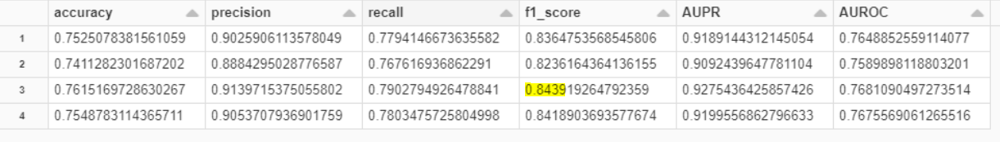 accuracy precision recall f1_score AUPR AUROC
1 0.7525078381561059 0.9025906113578049 0.7794146673635582 0.8364753568545806 0.9189144312145054 0.7648852559114077
2 0.7411282301687202 0.8884295028776587 0.767616936862291 0.8236164364136155 0.9092439647781104 0.7589898118803201
3 0.7615169728630267 0.9139715375055802 0.7902794926478841 0.843919264792359 0.9275436425857426 0.7681090497273514
4 0.7548783114365711 0.9053707936901759 0.7803475725804998 0.8418903693577674 0.9199556862796633 0.7675569061265516